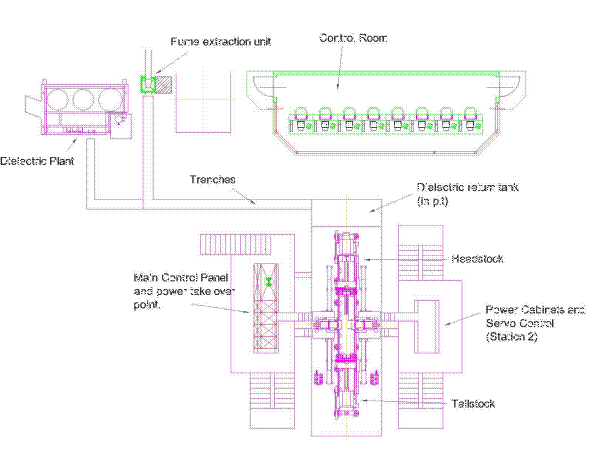 Fume extraction unit
Control Room
Dielectric Plant
Trenches
Dielectric return tank
(in pit)
Headstock
Main Control Panel
and power take over
point.
Power Cabinets and
Servo Control
(Station 2)
Tailstock